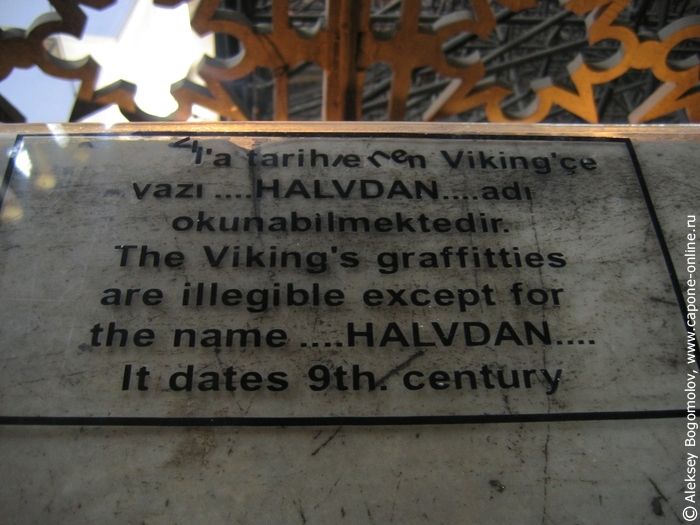 'a tarihlenen Viking'çe
yazı ....HALVDAN....adı
okunabilmektedir.
The Viking's graffitties
are illegible except for
the name ....HALVDAN....
It dates 9th. century
© Aleksey Bogomolov, www.capone-online.ru